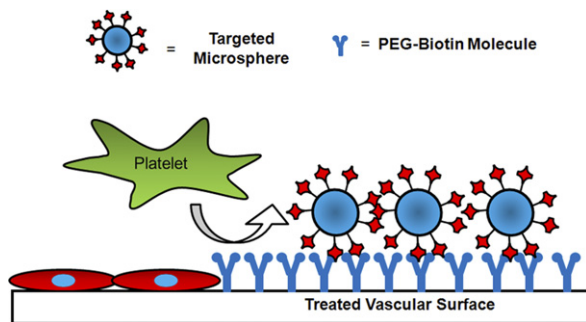 = Targeted
Microsphere
= PEG-Biotin Molecule
Platelet
Treated Vascular Surface